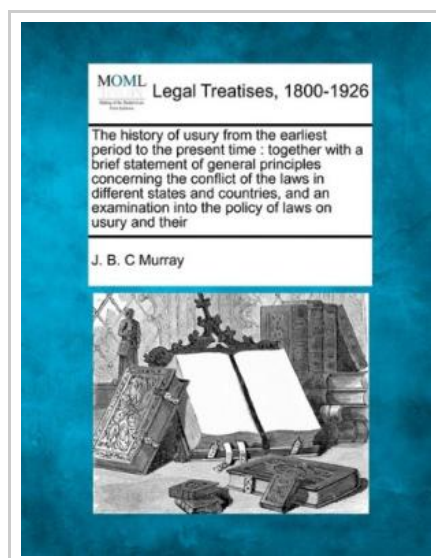 MOML
Legal Treatises, 1800-1926
The history of usury from the earliest
period to the present time : together with a
brief statement of general principles
concerning the conflict of the laws in
different states and countries, and an
examination into the policy of laws on
usury and their
J. B. C Murray